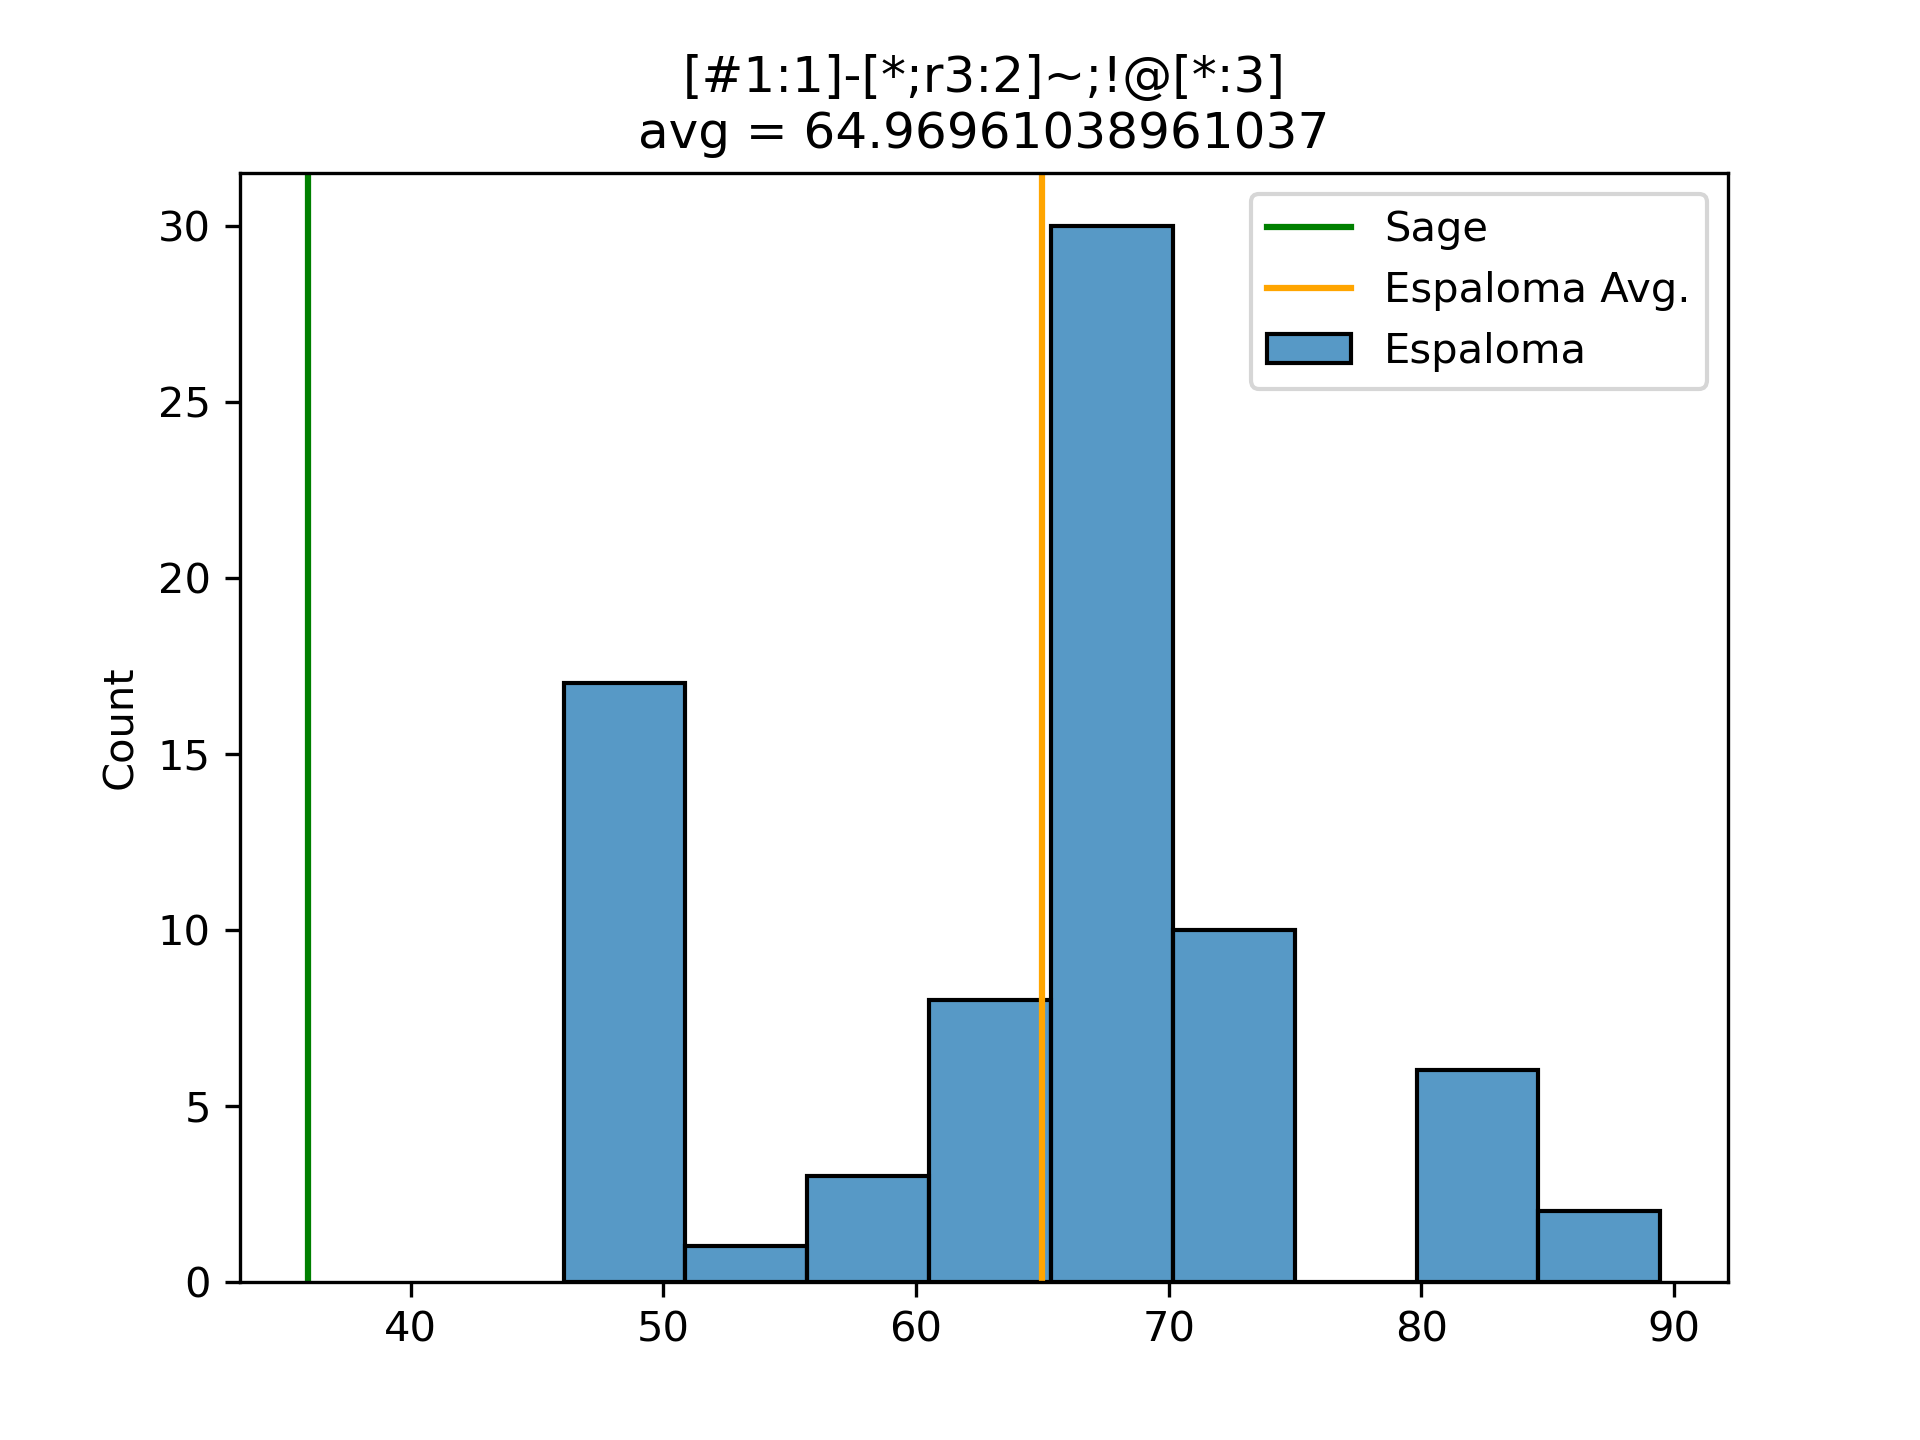 [#1:1]-[*;r3:2]~;!@[*:3]
avg = 64.96961038961037
Sage
Espaloma Avg.
Espaloma
Count
30
25
20
15
10
5
0
40 50 60 70 80 90